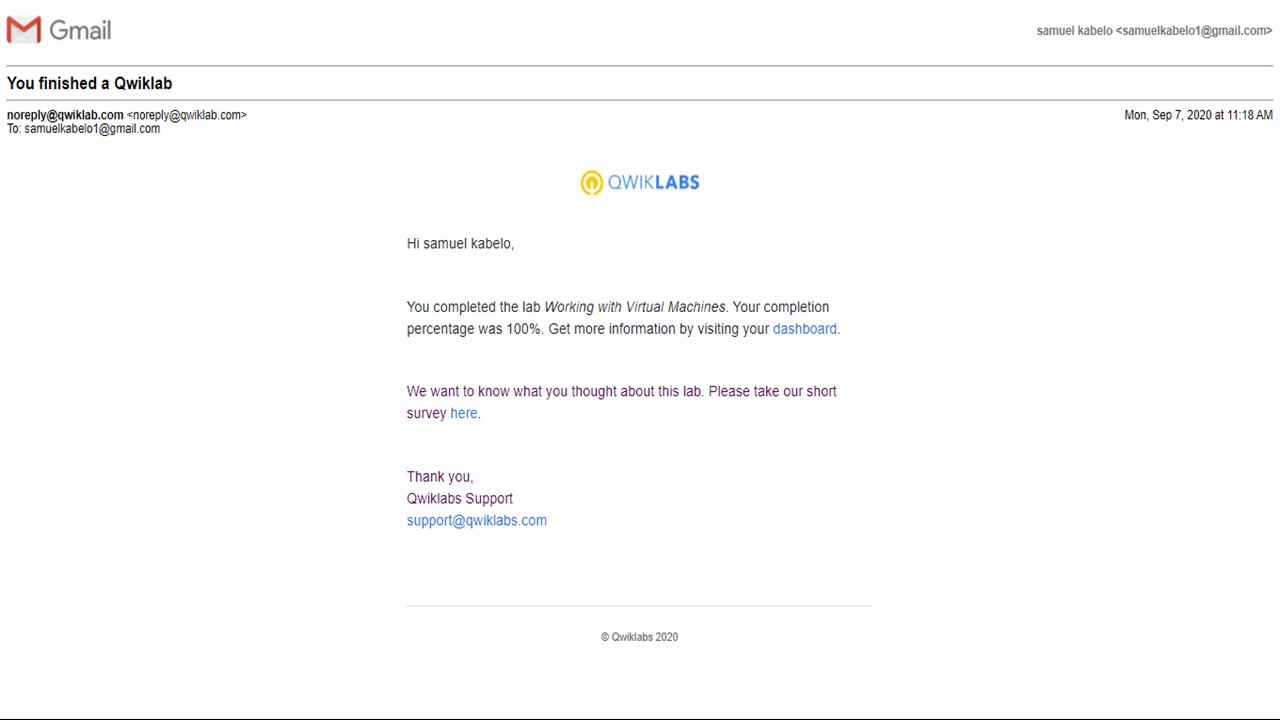 Gmail
samuel kabelo <samuelkabelo1@gmail.com>
You finished a Qwiklab
noreply@qwiklab.com <noreply@qwiklab.com>
Mon, Sep 7, 2020 at 11:18 AM
To: samuelkabelo1@gmail.com
QWIKLABS
Hi samuel kabelo,
You completed the lab Working with Virtual Machines. Your completion
percentage was 100%. Get more information by visiting your dashboard.
We want to know what you thought about this lab. Please take our short
survey here.
Thank you,
Qwiklabs Support
support@qwiklabs.com
© Qwiklabs 2020